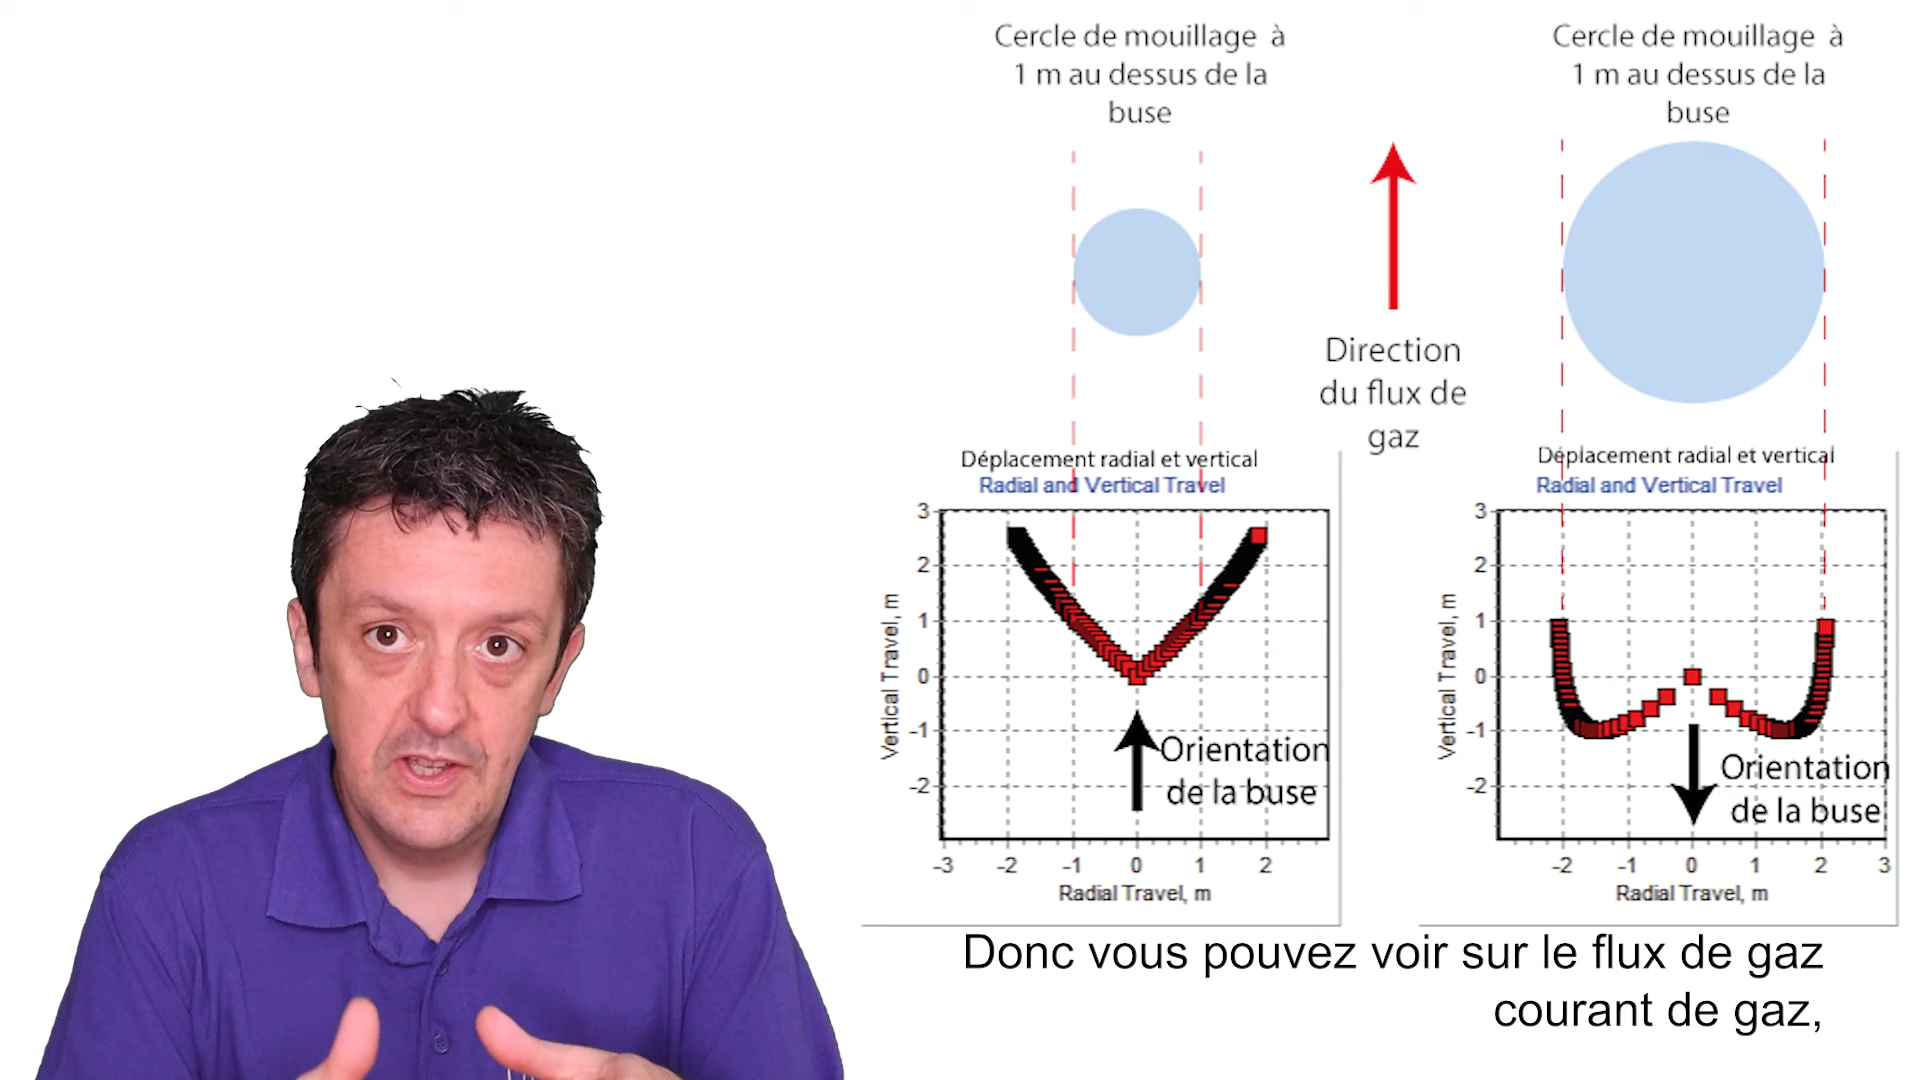 Cercle de mouillage à
1 m au dessus de la
buse
Cercle de mouillage à
1 m au dessus de la
buse
Direction
du flux de
gaz
Déplacement radial et vertical
Radial and Vertical Travel
3
2
1
0
-1
-2
Vertical Travel, m
Orientation
de la buse
-3 -2 -1 0 1 2
Radial Travel, m
Déplacement radial et vertical
Radial and Vertical Travel
3
2
1
0
-1
-2
Vertical Travel, m
Orientation
de la buse
-2 -1 0 1 2 3
Radial Travel, m
Donc vous pouvez voir sur le flux de gaz
courant de gaz,